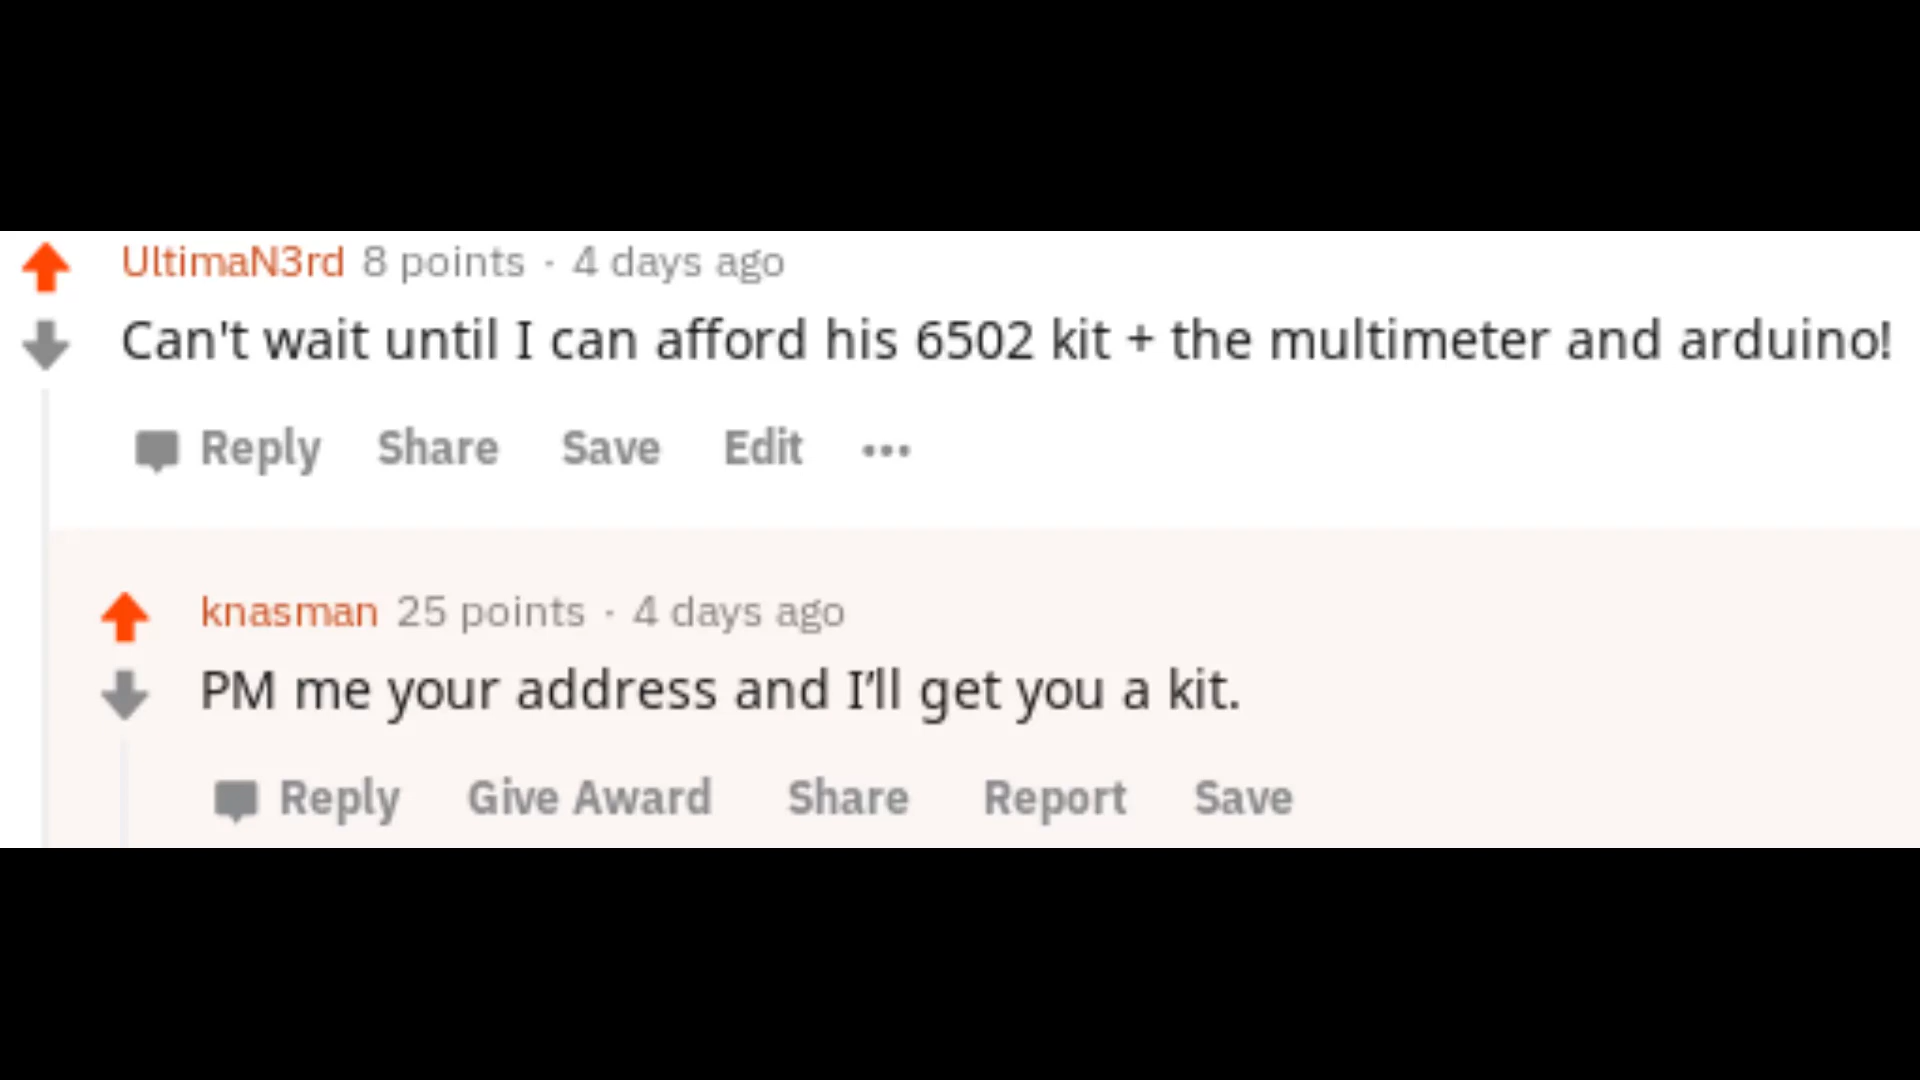 UltimaN3rd 8 points · 4 days ago
Can't wait until I can afford his 6502 kit + the multimeter and arduino!
Reply Share Save Edit ...
knasman 25 points · 4 days ago
PM me your address and I’ll get you a kit.
Reply Give Award Share Report Save